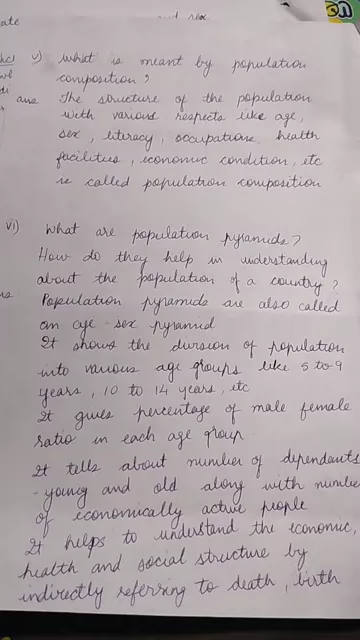 ate
and sex
v) What is meant by population
composition?
ans The structure of the population
with various respects like age,
sex, literacy, occupations health
facilities, economic condition, etc
is called population composition
vi) What are population pyramids?
How do they help in understanding
about the population of a country?
ns Population pyramids are also called
an age-sex pyramid
It shows the division of population
into various age groups like 5 to 9
years, 10 to 14 years, etc
It gives percentage of male female
ratio in each age group
It tells about number of dependants
-young and old along with number
of economically active people
It helps to understand the economic,
health and social structure by
indirectly referring to death, birth